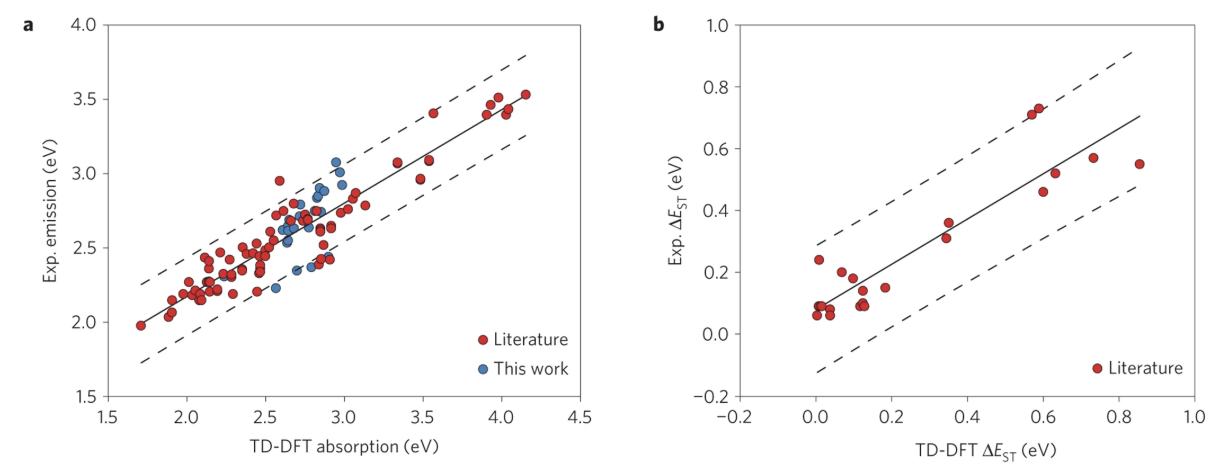 a
4.0
3.5
3.0
2.5
2.0
1.5
Exp. emission (eV)
1.5 2.0 2.5 3.0 3.5 4.0 4.5
TD-DFT absorption (eV)
Literature
This work
b
1.0
0.8
0.6
0.4
0.2
0.0
−0.2
Exp. ΔE_ST (eV)
−0.2 0.0 0.2 0.4 0.6 0.8 1.0
TD-DFT ΔE_ST (eV)
Literature